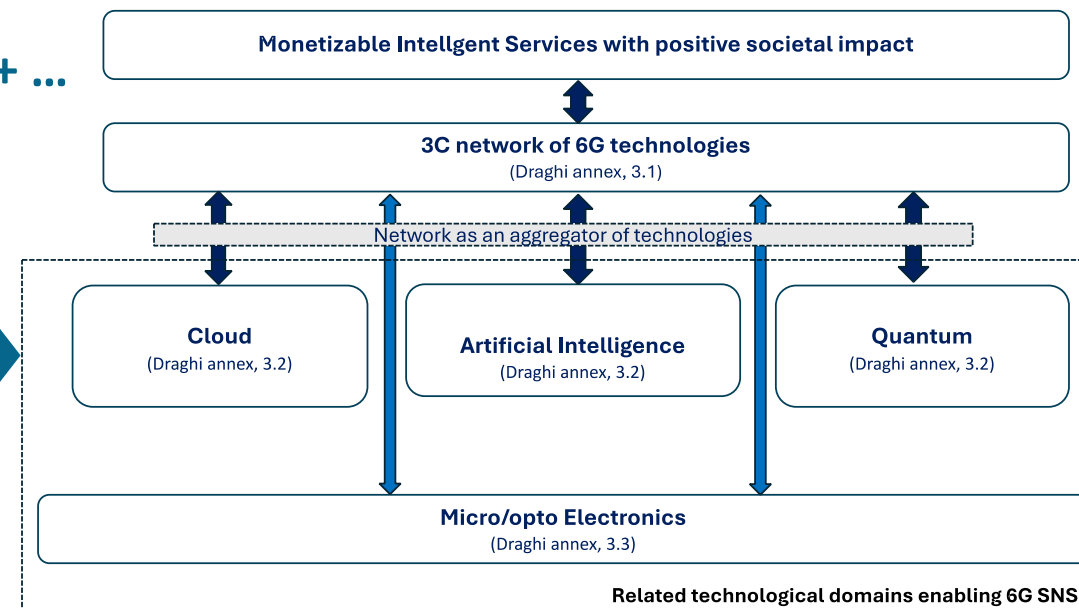 Monetizable Intellgent Services with positive societal impact
+ ...
3C network of 6G technologies
(Draghi annex, 3.1)
Network as an aggregator of technologies
Cloud
(Draghi annex, 3.2)
Artificial Intelligence
(Draghi annex, 3.2)
Quantum
(Draghi annex, 3.2)
Micro/opto Electronics
(Draghi annex, 3.3)
Related technological domains enabling 6G SNS